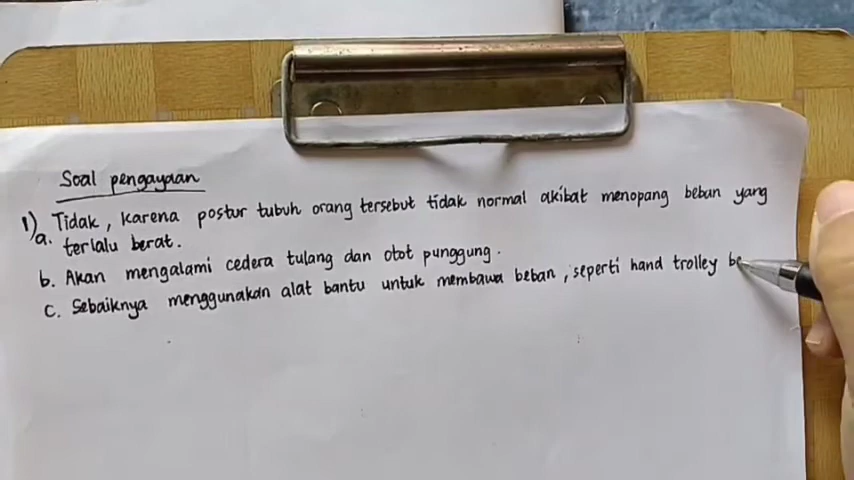 Soal pengayaan
1) a. Tidak, karena postur tubuh orang tersebut tidak normal akibat menopang beban yang
terlalu berat.
b. Akan mengalami cedera tulang dan otot punggung.
c. Sebaiknya menggunakan alat bantu untuk membawa beban, seperti hand trolley be